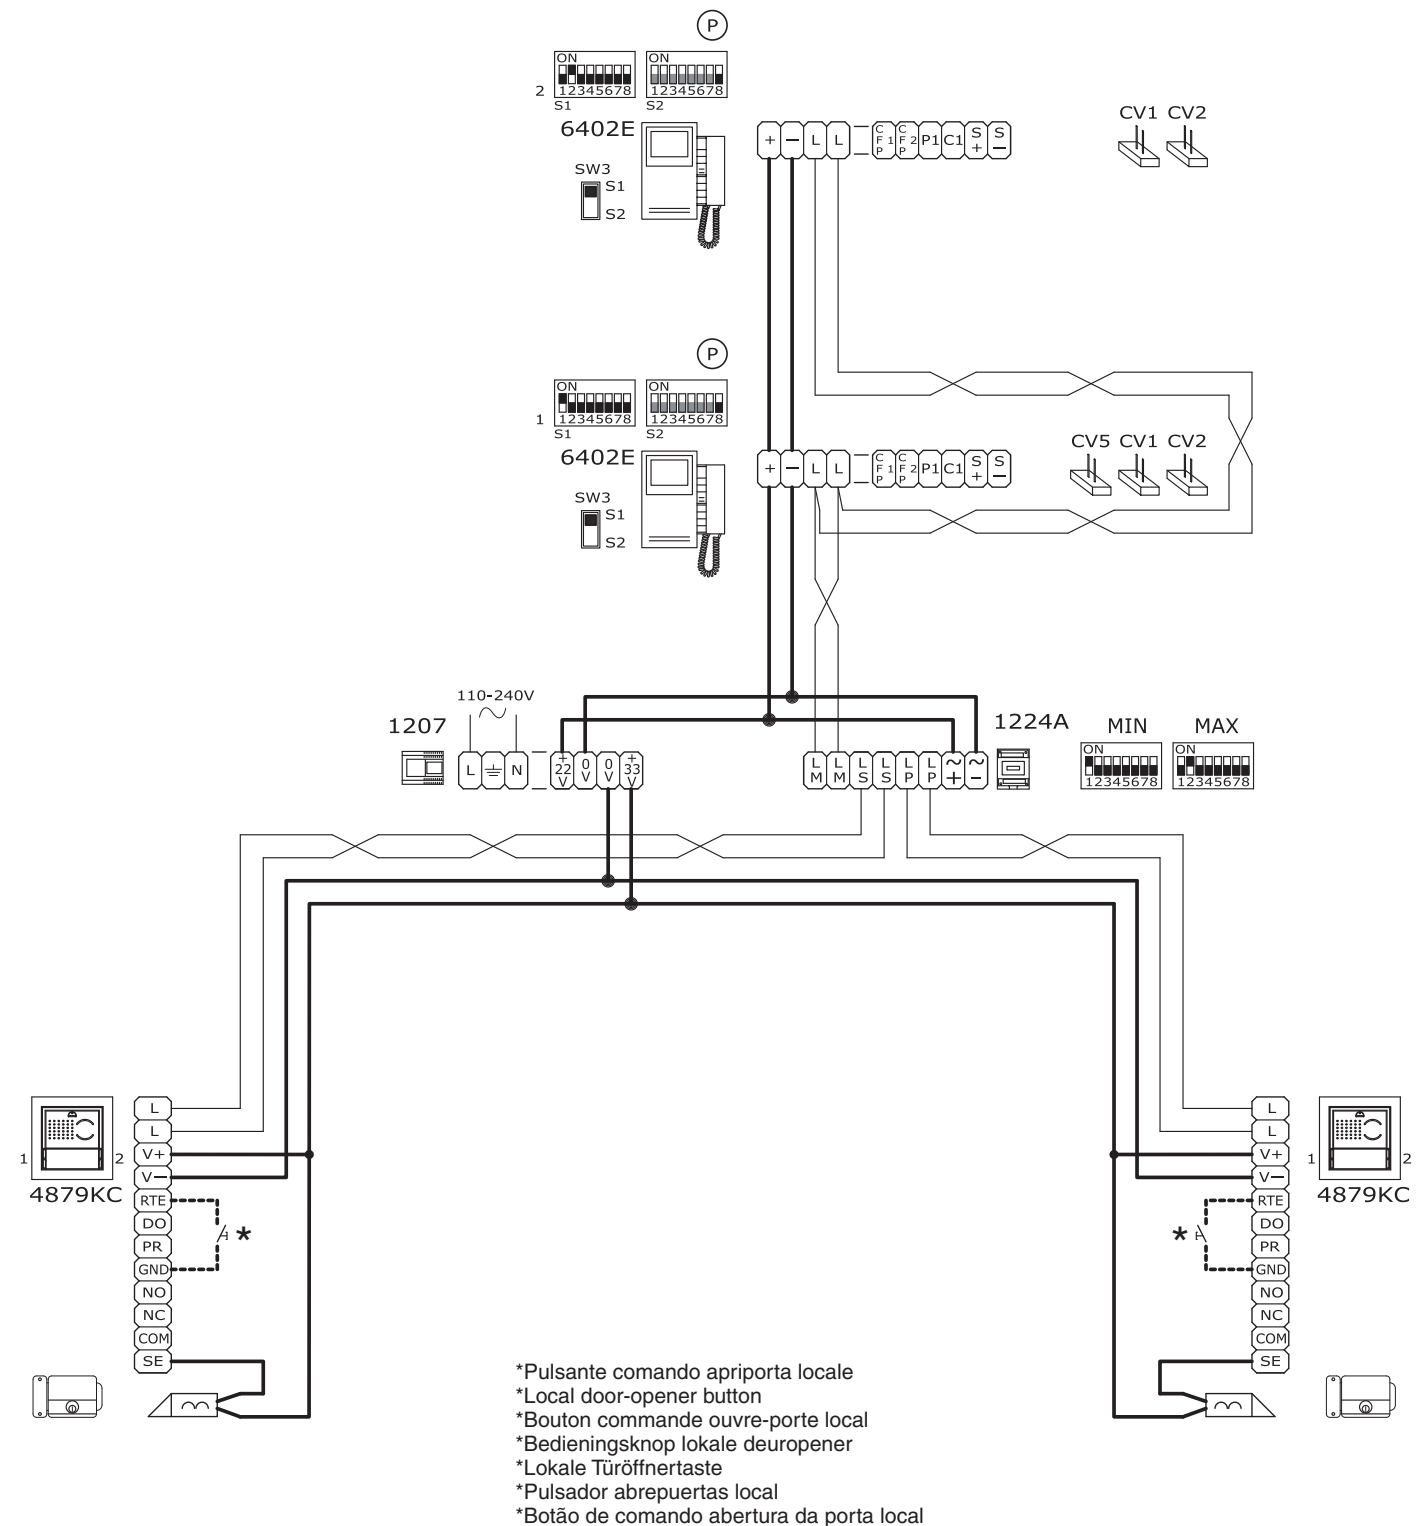 P
ON
12345678
2
S1
ON
12345678
S2
6402E
SW3
S1
S2
+ — L L CFP1 CFP2 P1 C1 S+ S—
CV1 CV2
P
ON
12345678
1
S1
ON
12345678
S2
6402E
SW3
S1
S2
+ — L L CFP1 CFP2 P1 C1 S+ S—
CV5 CV1 CV2
110-240V
1207
L N +22V 0V 0V +33V
LM LM LS LS LP LP ~+ ~-
1224A
MIN
ON
12345678
MAX
ON
12345678
1 2
4879KC
L
L
V+
V—
RTE
DO
PR
GND
NO
NC
COM
SE
*
L
L
V+
V—
RTE
DO
PR
GND
NO
NC
COM
SE
*
1 2
4879KC
*Pulsante comando apriporta locale
*Local door-opener button
*Bouton commande ouvre-porte local
*Bedieningsknop lokale deuropener
*Lokale Türöffnertaste
*Pulsador abrepuertas local
*Botão de comando abertura da porta local